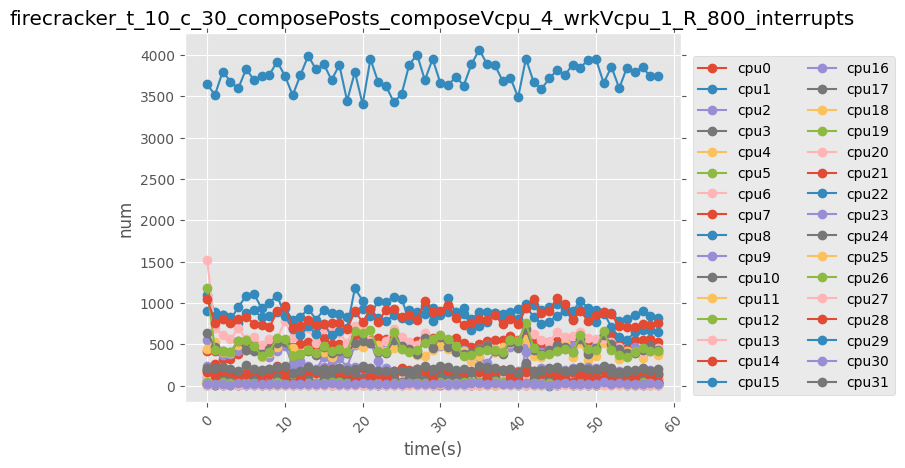 firecracker_t_10_c_30_composePosts_composeVcpu_4_wrkVcpu_1_R_800_interrupts
4000
3500
3000
2500
2000
1500
1000
500
0
num
0 10 20 30 40 50 60
time(s)
cpu0 cpu16
cpu1 cpu17
cpu2 cpu18
cpu3 cpu19
cpu4 cpu20
cpu5 cpu21
cpu6 cpu22
cpu7 cpu23
cpu8 cpu24
cpu9 cpu25
cpu10 cpu26
cpu11 cpu27
cpu12 cpu28
cpu13 cpu29
cpu14 cpu30
cpu15 cpu31